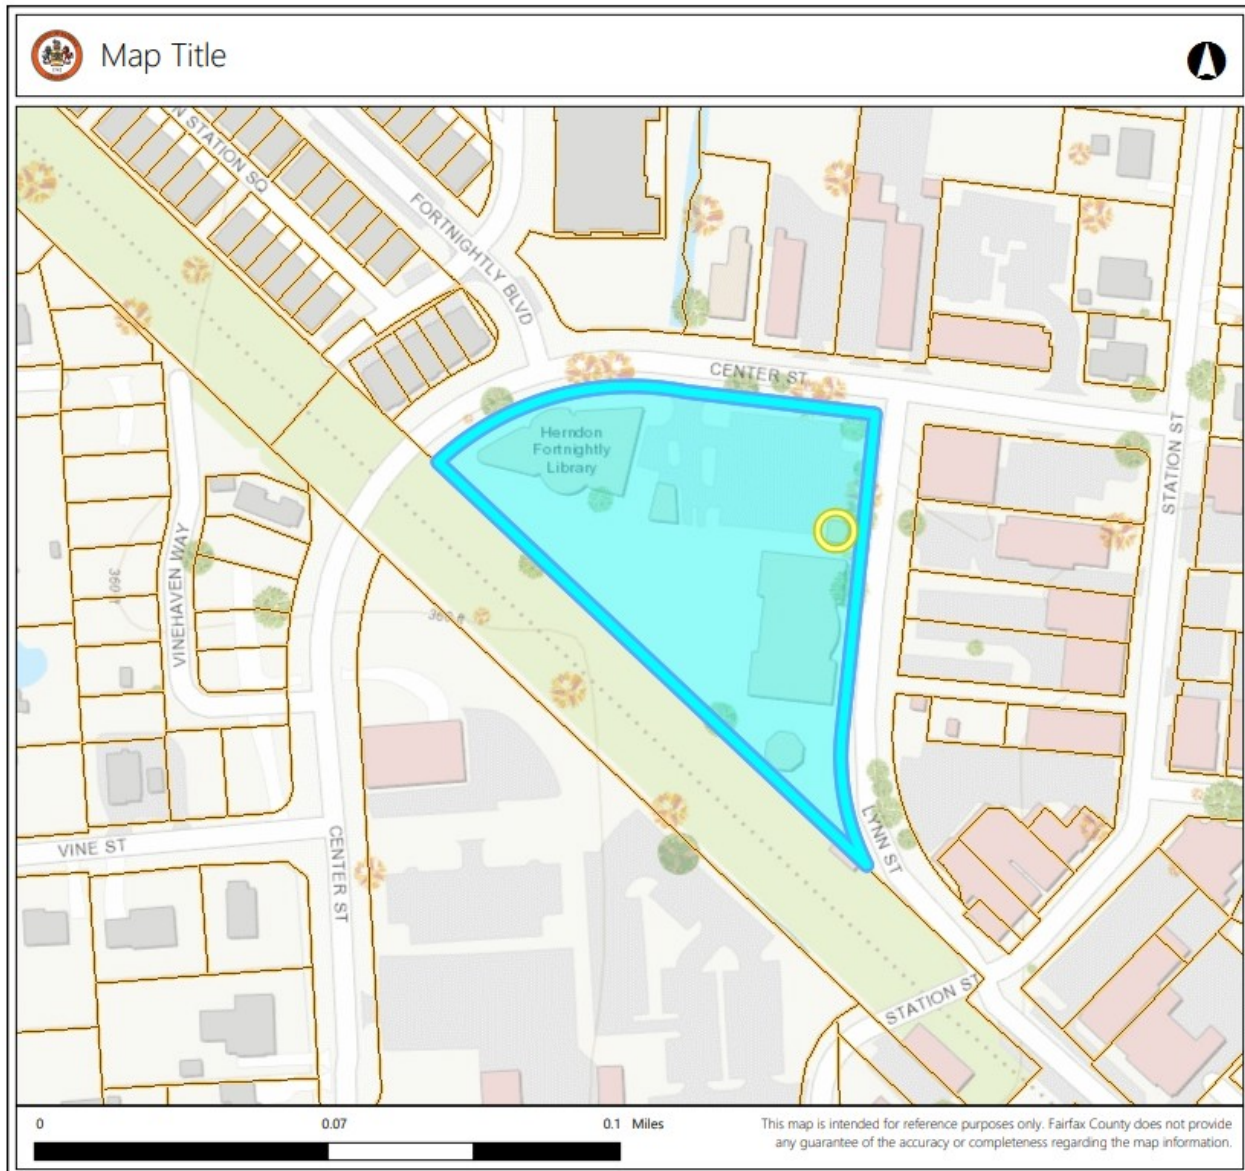 Map Title
N STATION SQ
FORTNIGHTLY BLVD
CENTER ST
STATION ST
Herndon
Fortnightly
Library
VINEHAVEN WAY
360 ft
360 ft
LYNN ST
VINE ST
CENTER ST
STATION ST
0
0.07
0.1 Miles
This map is intended for reference purposes only. Fairfax County does not provide
any guarantee of the accuracy or completeness regarding the map information.